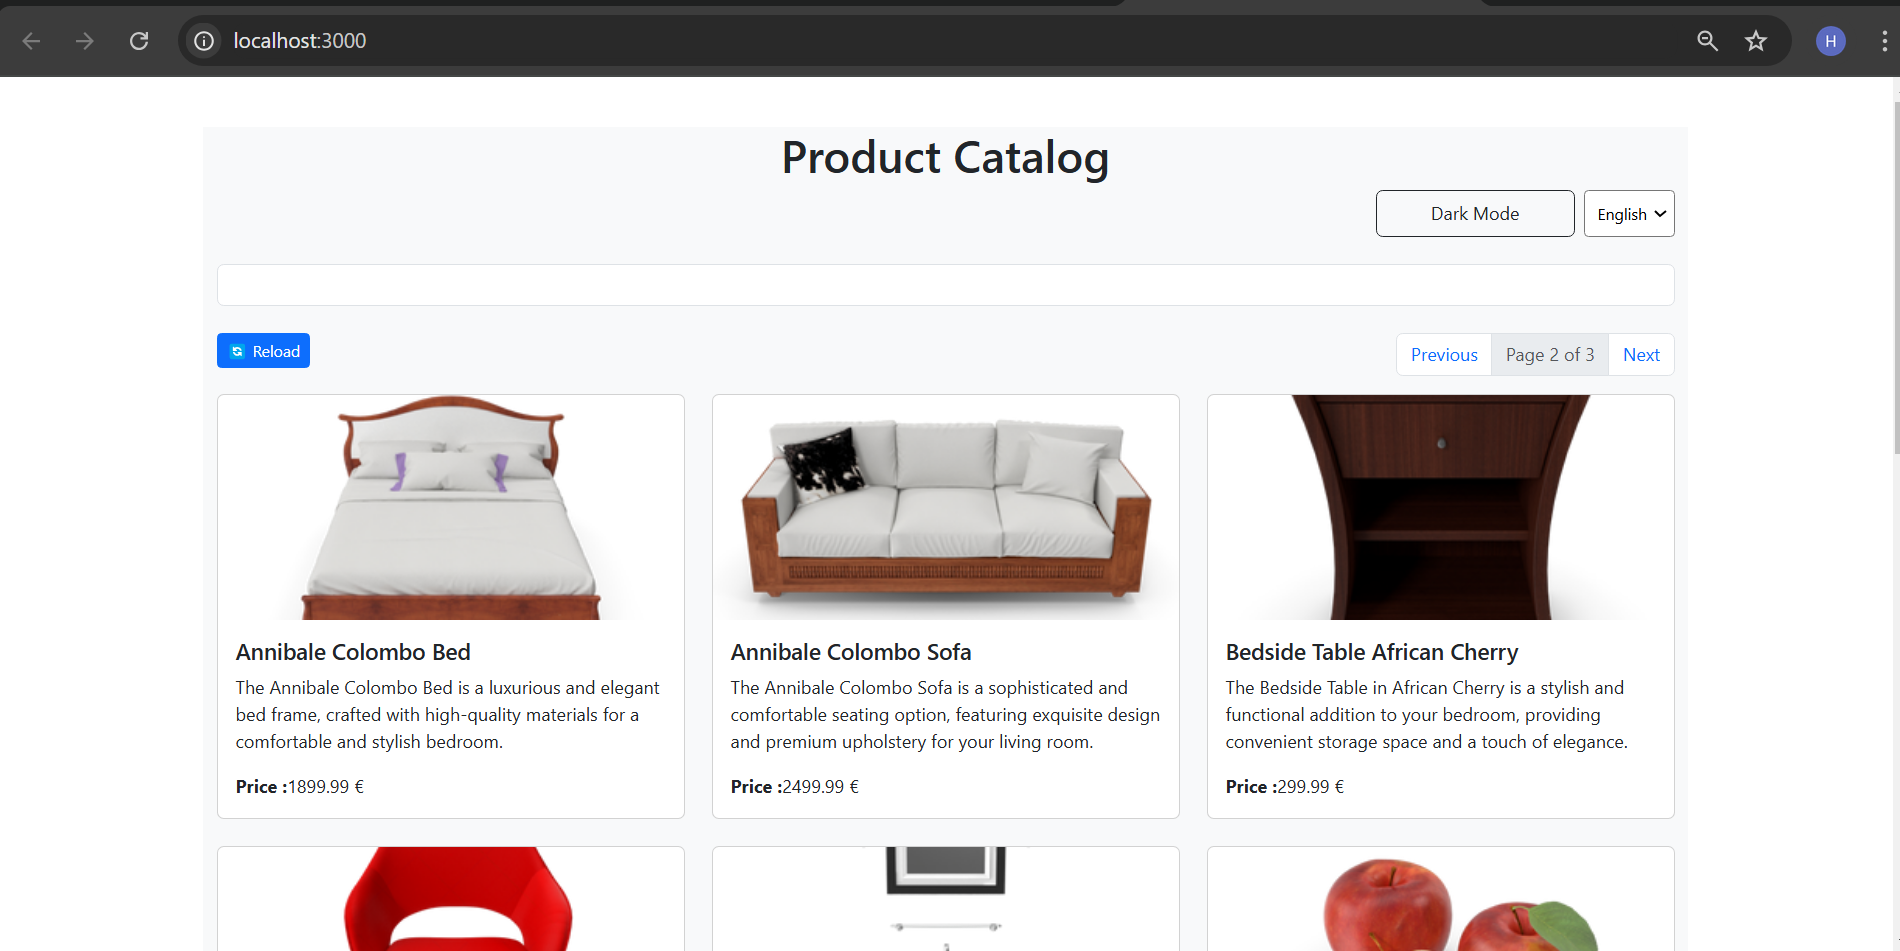 localhost:3000
H
Product Catalog
Dark Mode
English
Reload
Previous
Page 2 of 3
Next
Annibale Colombo Bed
The Annibale Colombo Bed is a luxurious and elegant
bed frame, crafted with high-quality materials for a
comfortable and stylish bedroom.
Price :1899.99 €
Annibale Colombo Sofa
The Annibale Colombo Sofa is a sophisticated and
comfortable seating option, featuring exquisite design
and premium upholstery for your living room.
Price :2499.99 €
Bedside Table African Cherry
The Bedside Table in African Cherry is a stylish and
functional addition to your bedroom, providing
convenient storage space and a touch of elegance.
Price :299.99 €